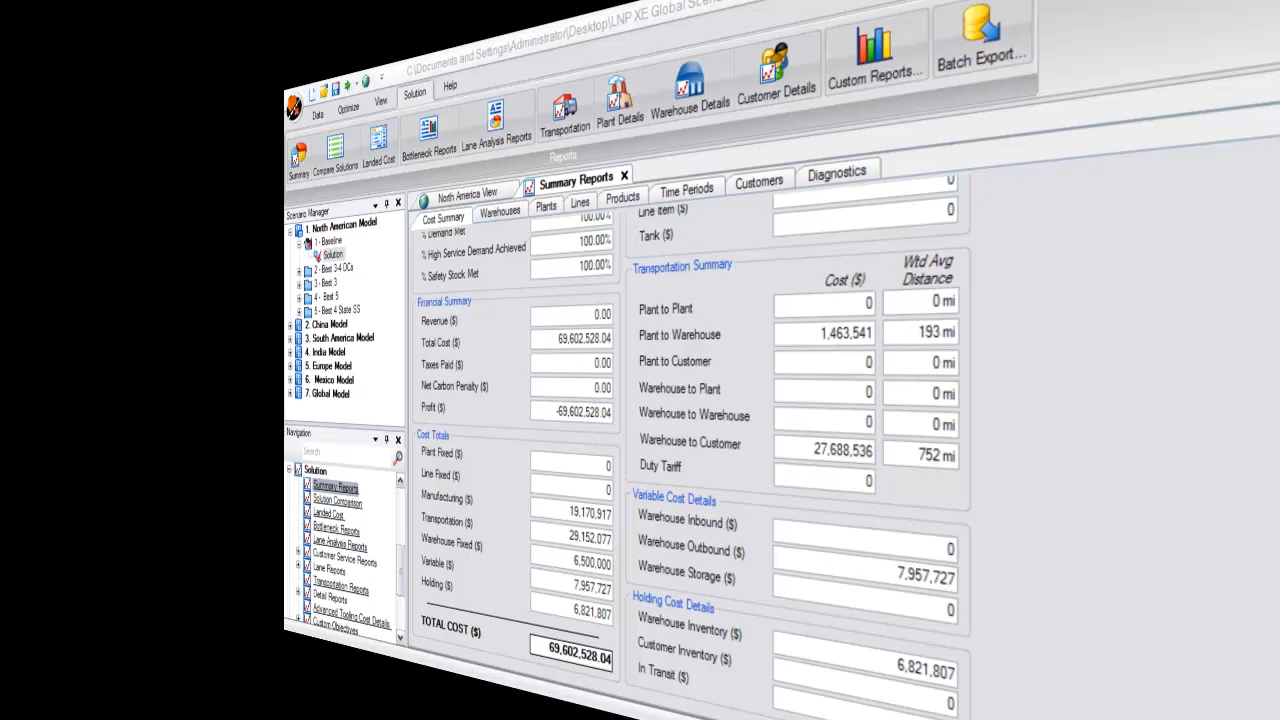 C:\Documents and Settings\Administrator\Desktop\LNP XE Global
Data Optimize View Solution Help
Summary Compare Solutions Landed Cost Bottleneck Reports Lane Analysis Reports Transportation Plant Details Warehouse Details Customer Details Custom Reports... Batch Export...
Reports
Scenario Manager
1. North American Model
1 - Baseline
Solution
2 - Best 3-4 DCs
3 - Best 3
4 - Best 5
5 - Best 4 State SS
2. China Model
3. South America Model
4. India Model
5. Europe Model
6. Mexico Model
7. Global Model
Navigation
Search
Solution
Summary Reports
Solution Comparison
Landed Cost
Bottleneck Reports
Lane Analysis Reports
Customer Service Reports
Lane Reports
Transportation Reports
Detail Reports
Advanced Tooling Cost Details
Custom Objectives
North America View Summary Reports X
Cost Summary Warehouses Plants Lines Products Time Periods Customers Diagnostics
% Demand Met 100.00%
% High Service Demand Achieved 100.00%
% Safety Stock Met 100.00%
Financial Summary
Revenue ($) 0.00
Total Cost ($) 69,602,528.04
Taxes Paid ($) 0.00
Net Carbon Penalty ($) 0.00
Profit ($) -69,602,528.04
Cost Totals
Plant Fixed ($) 0
Line Fixed ($) 0
Manufacturing ($) 19,170,917
Transportation ($) 29,152,077
Warehouse Fixed ($) 6,500,000
Variable ($) 7,957,727
Holding ($) 6,821,807
TOTAL COST ($) 69,602,528.04
Line Item ($) 0
Tank ($) 0
Transportation Summary
Cost ($) Wtd Avg Distance
Plant to Plant 0 0 mi
Plant to Warehouse 1,463,541 193 mi
Plant to Customer 0 0 mi
Warehouse to Plant 0 0 mi
Warehouse to Warehouse 0 0 mi
Warehouse to Customer 27,688,536 752 mi
Duty Tariff 0
Variable Cost Details
Warehouse Inbound ($) 0
Warehouse Outbound ($) 7,957,727
Warehouse Storage ($) 0
Holding Cost Details
Warehouse Inventory ($) 6,821,807
Customer Inventory ($) 0
In Transit ($)